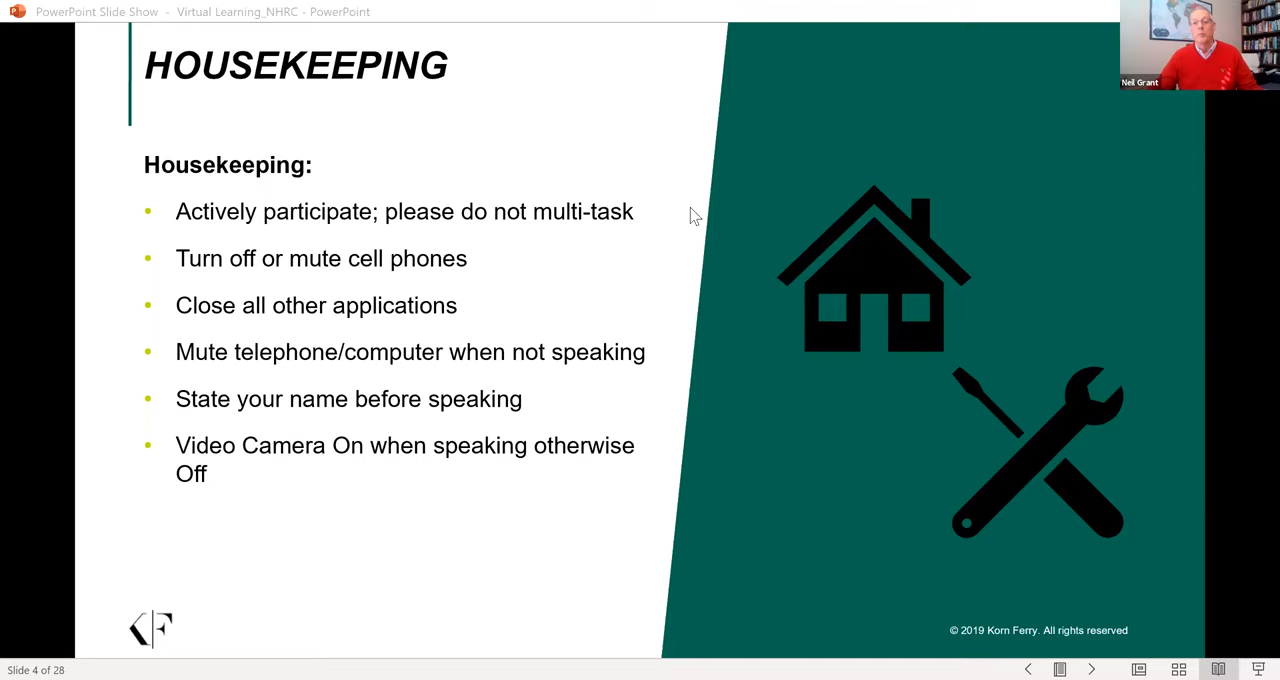 PowerPoint Slide Show - Virtual Learning_NHRC - PowerPoint
Neil Grant
HOUSEKEEPING
Housekeeping:
• Actively participate; please do not multi-task
• Turn off or mute cell phones
• Close all other applications
• Mute telephone/computer when not speaking
• State your name before speaking
• Video Camera On when speaking otherwise
Off
KF
© 2019 Korn Ferry. All rights reserved
Slide 4 of 28